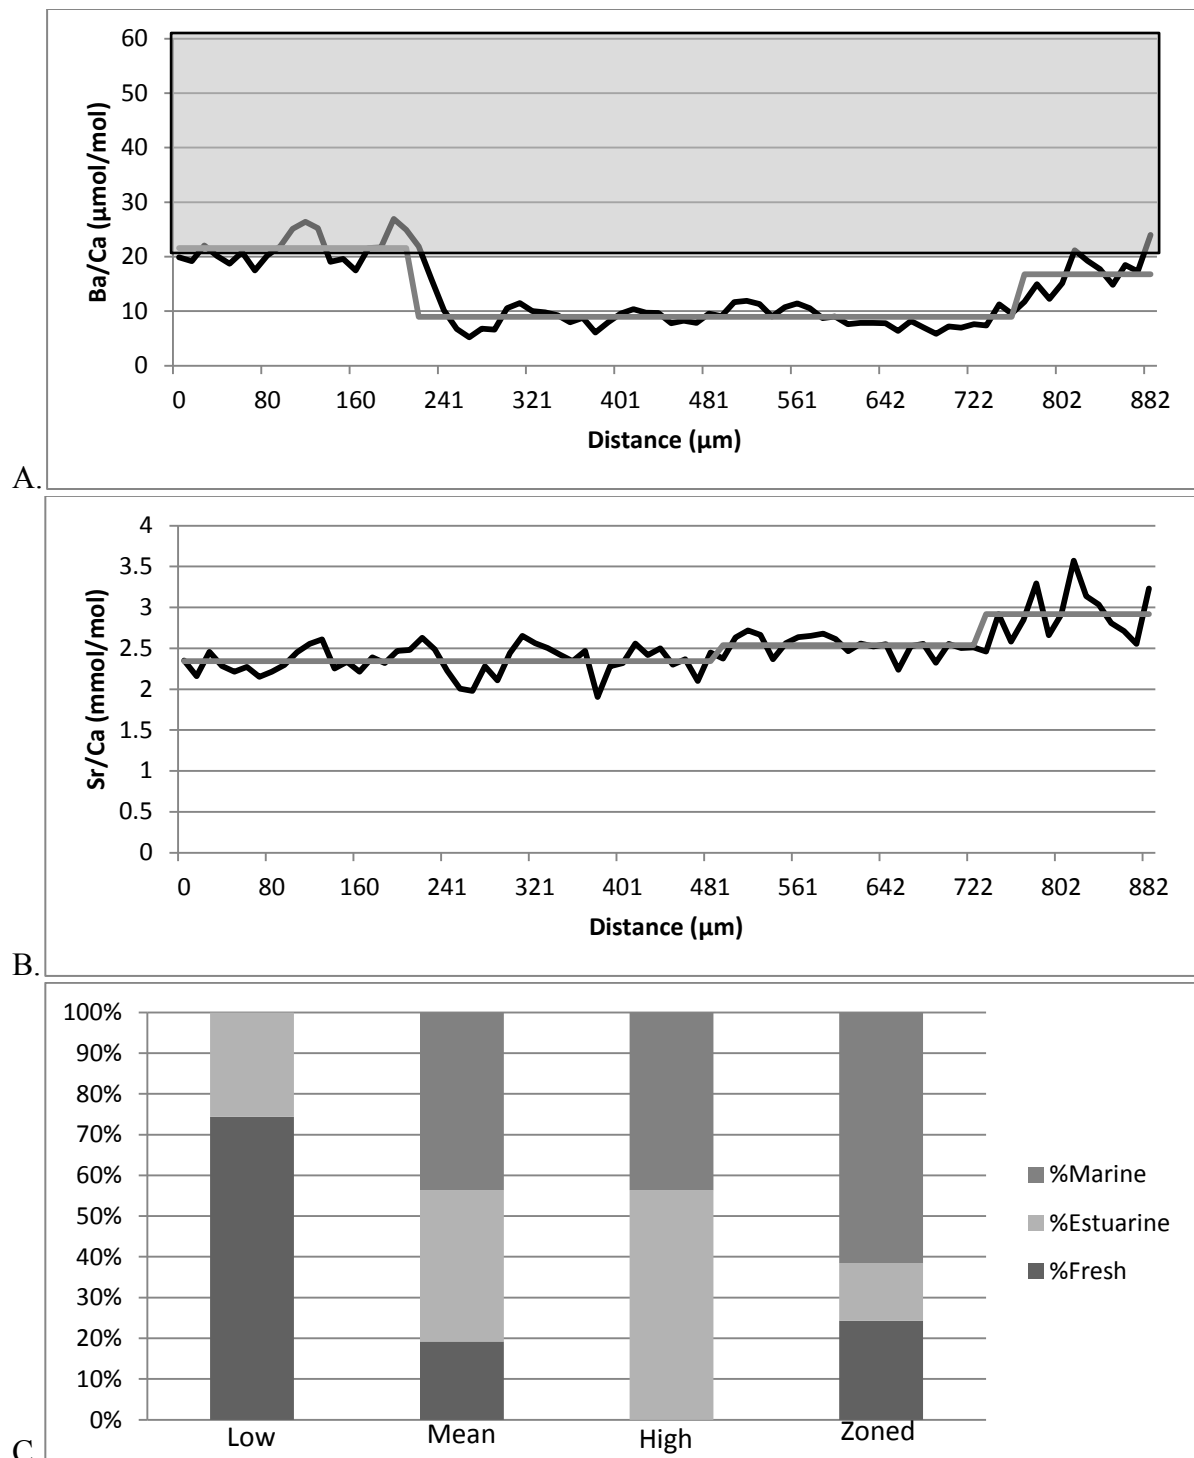 60
50
40
30
20
10
0
Ba/Ca (µmol/mol)
0 80 160 241 321 401 481 561 642 722 802 882
Distance (µm)
A.
4
3.5
3
2.5
2
1.5
1
0.5
0
Sr/Ca (mmol/mol)
0 80 160 241 321 401 481 561 642 722 802 882
Distance (µm)
B.
100%
90%
80%
70%
60%
50%
40%
30%
20%
10%
0%
Low Mean High Zoned
%Marine
%Estuarine
%Fresh
C